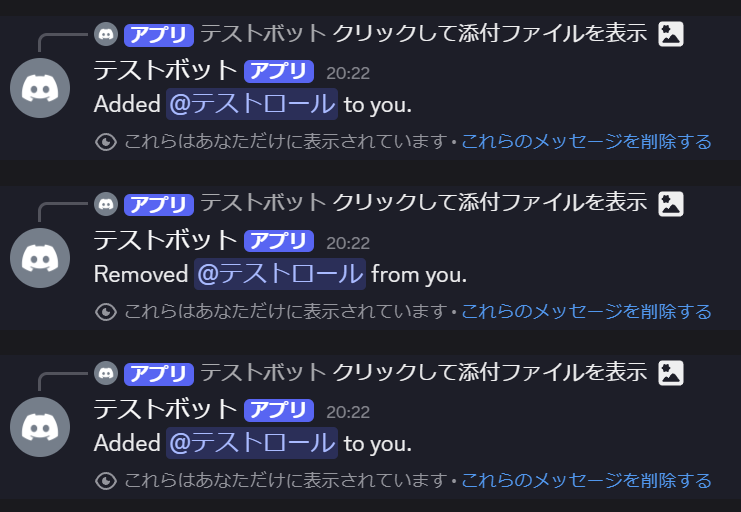 アプリ テストボット クリックして添付ファイルを表示
テストボット アプリ 20:22
Added @テストロール to you.
これらはあなただけに表示されています • これらのメッセージを削除する
アプリ テストボット クリックして添付ファイルを表示
テストボット アプリ 20:22
Removed @テストロール from you.
これらはあなただけに表示されています • これらのメッセージを削除する
アプリ テストボット クリックして添付ファイルを表示
テストボット アプリ 20:22
Added @テストロール to you.
これらはあなただけに表示されています • これらのメッセージを削除する